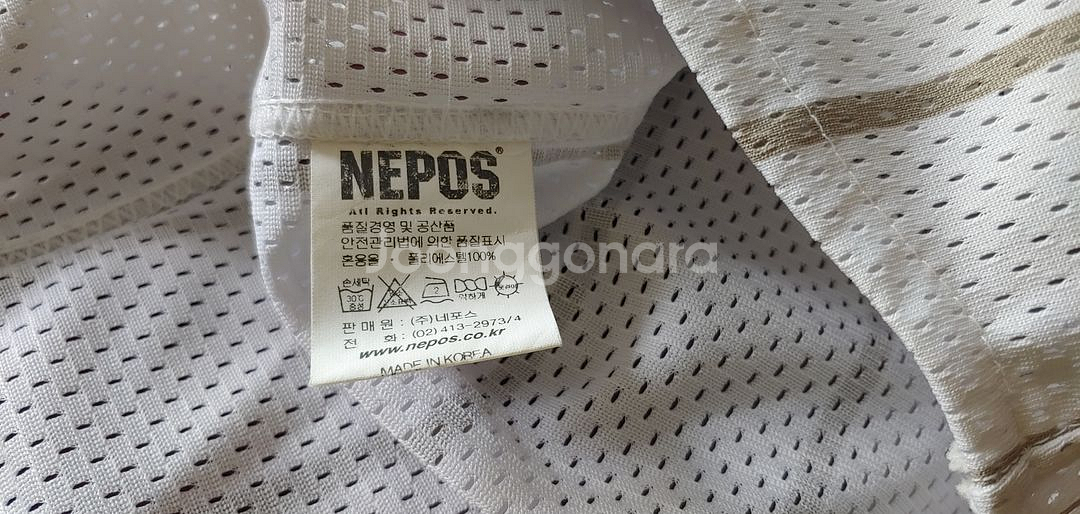 NEPOS®
All Rights Reserved.
품질경영 및 공산품
안전관리법에 의한 품질표시
혼용율 : 폴리에스템100%
Joonggonara
손세탁
30℃
중성
2
약하게
판 매 원 : (주)네포스
전 화 : (02)413-2973/4
www.nepos.co.kr
MADE IN KOREA